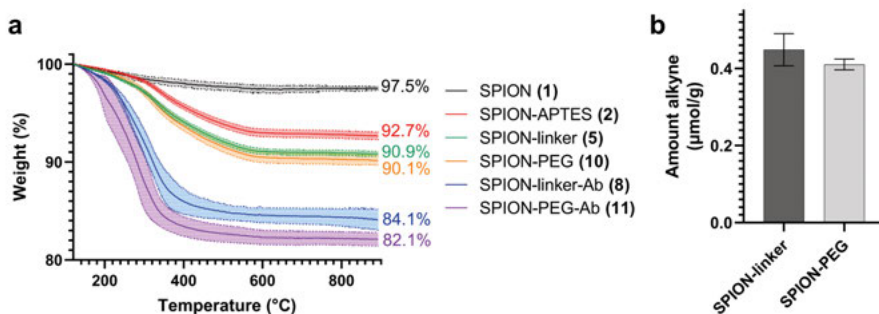 a
Weight (%)
100
90
80
200
400
600
800
Temperature (°C)
97.5%
92.7%
90.9%
90.1%
84.1%
82.1%
SPION (1)
SPION-APTES (2)
SPION-linker (5)
SPION-PEG (10)
SPION-linker-Ab (8)
SPION-PEG-Ab (11)
b
Amount alkyne
(µmol/g)
0.4
0.2
0.0
SPION-linker
SPION-PEG